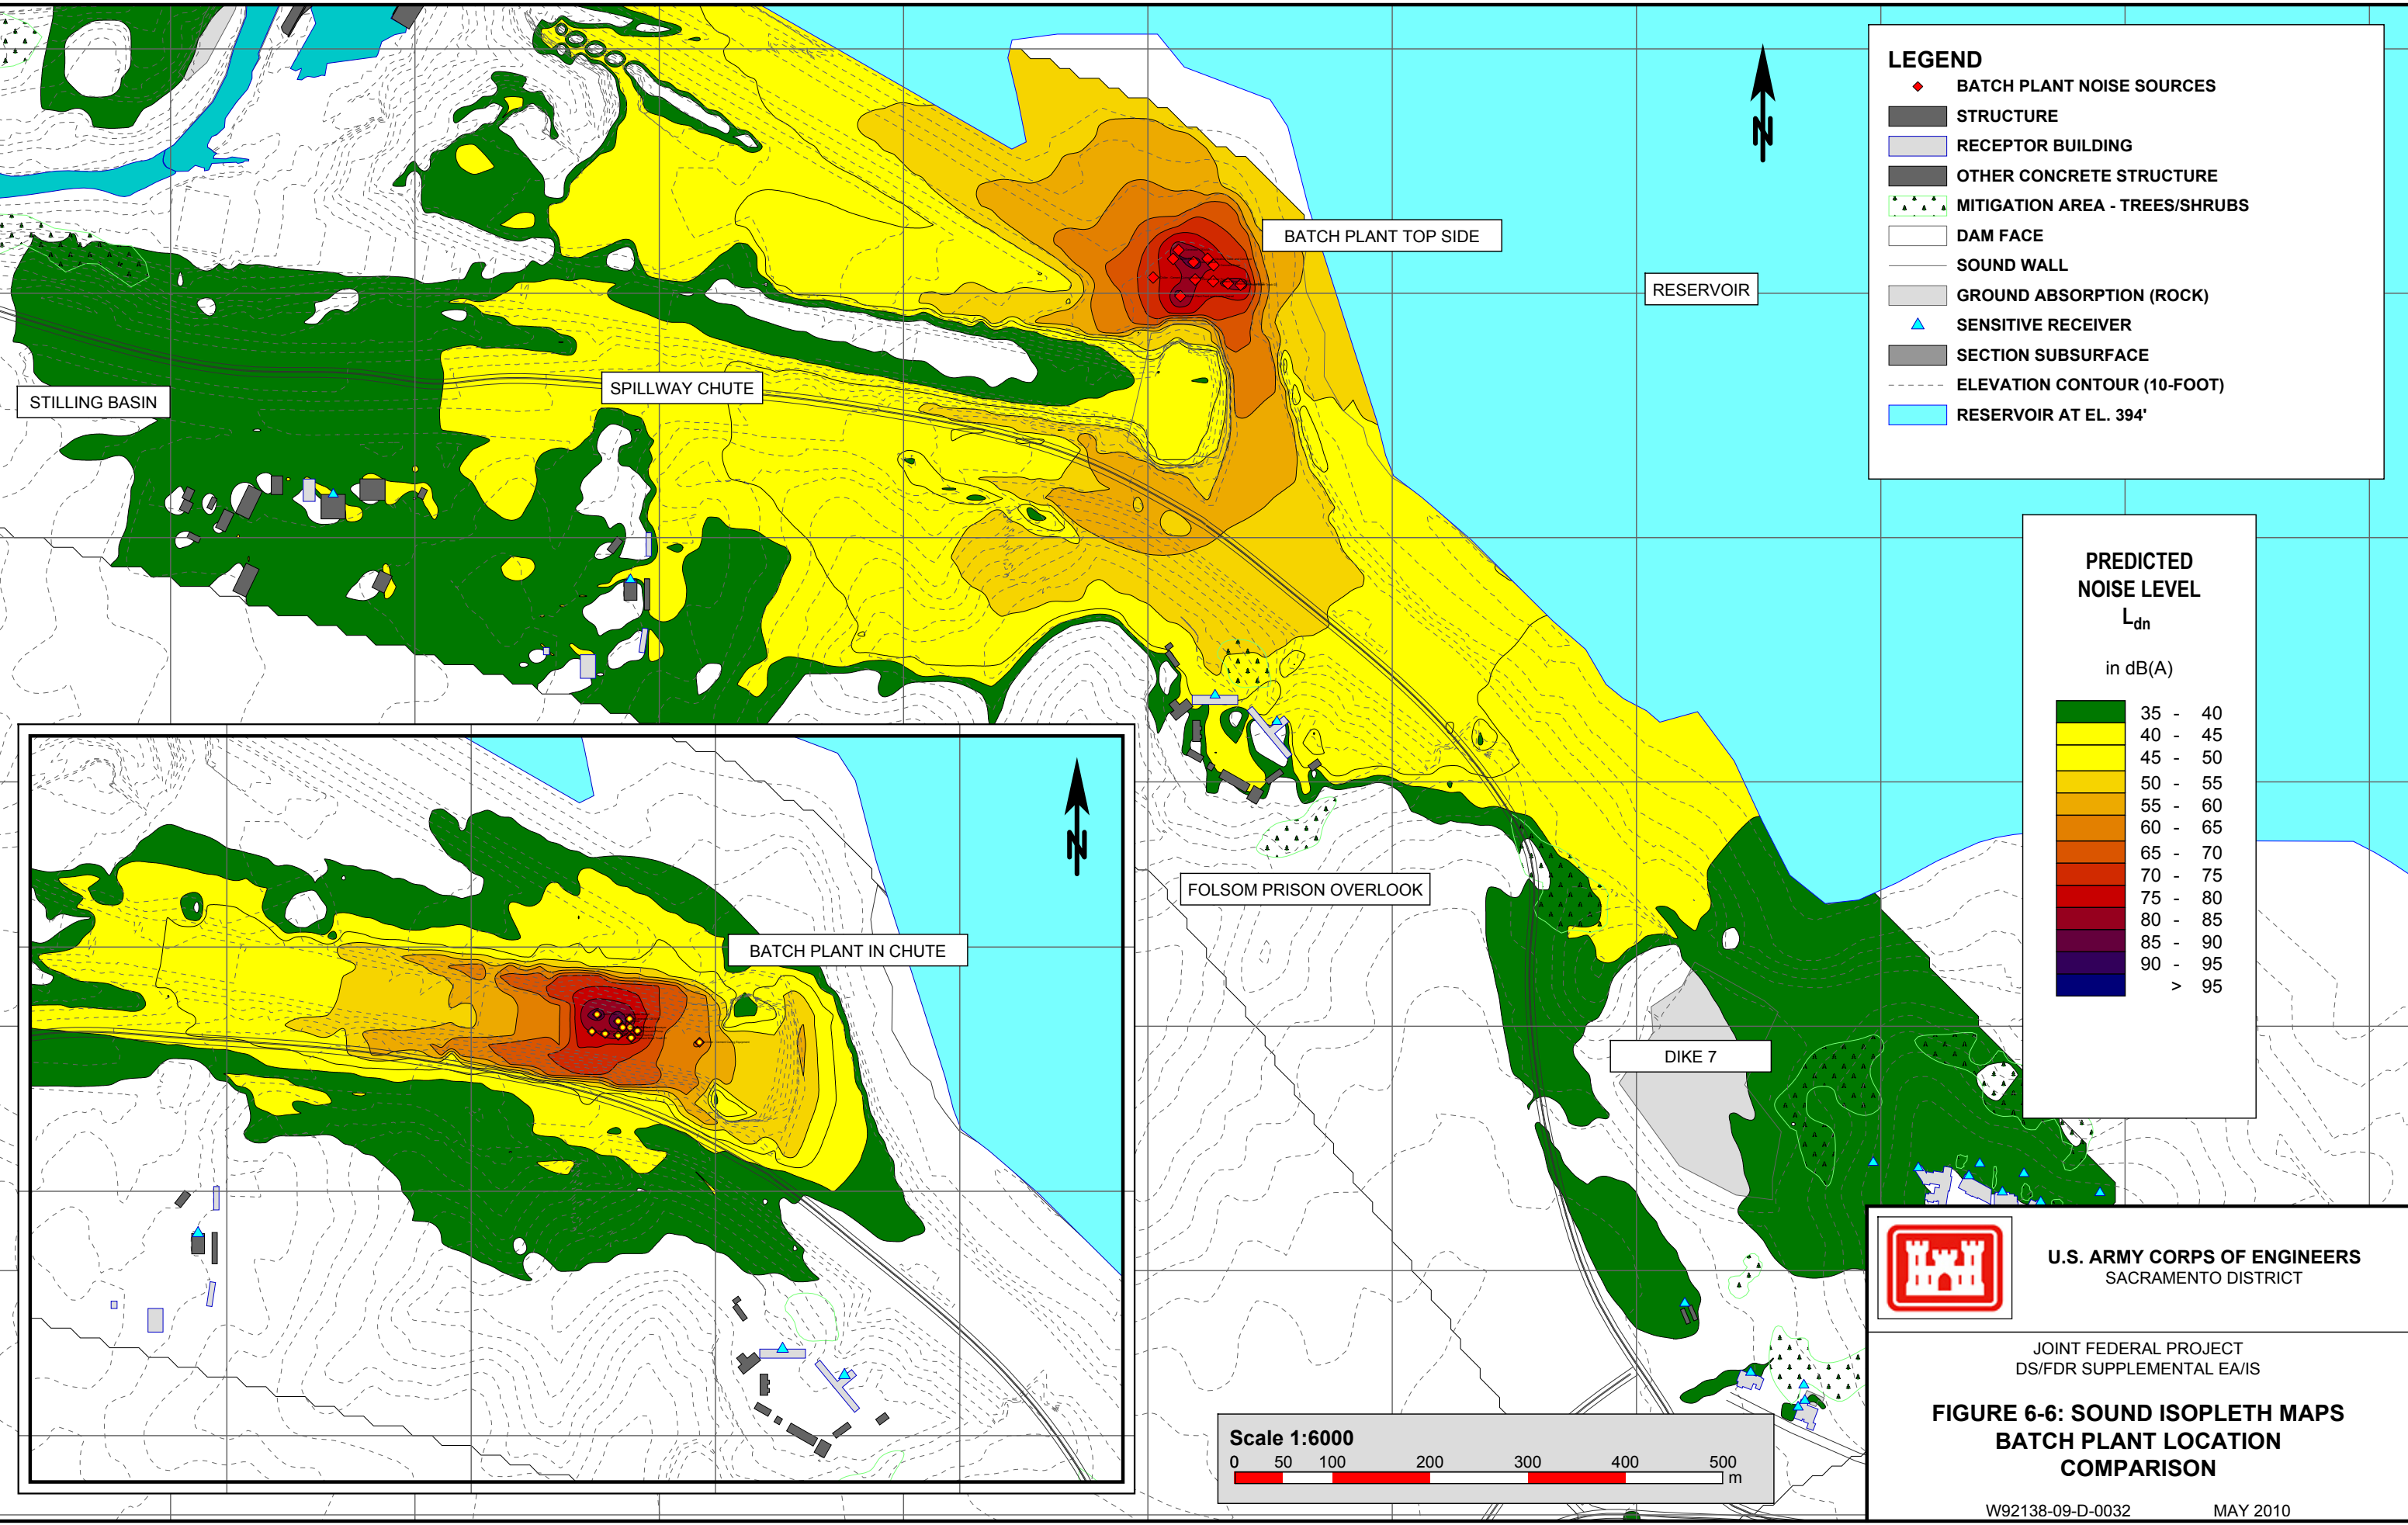 LEGEND
BATCH PLANT NOISE SOURCES
STRUCTURE
RECEPTOR BUILDING
OTHER CONCRETE STRUCTURE
MITIGATION AREA - TREES/SHRUBS
DAM FACE
SOUND WALL
GROUND ABSORPTION (ROCK)
SENSITIVE RECEIVER
SECTION SUBSURFACE
ELEVATION CONTOUR (10-FOOT)
RESERVOIR AT EL. 394'
N
BATCH PLANT TOP SIDE
RESERVOIR
SPILLWAY CHUTE
STILLING BASIN
PREDICTED
NOISE LEVEL
Ldn
in dB(A)
35 - 40
40 - 45
45 - 50
50 - 55
55 - 60
60 - 65
65 - 70
70 - 75
75 - 80
80 - 85
85 - 90
90 - 95
> 95
N
BATCH PLANT IN CHUTE
FOLSOM PRISON OVERLOOK
DIKE 7
Scale 1:6000
0 50 100 200 300 400 500
m
U.S. ARMY CORPS OF ENGINEERS
SACRAMENTO DISTRICT
JOINT FEDERAL PROJECT
DS/FDR SUPPLEMENTAL EA/IS
FIGURE 6-6: SOUND ISOPLETH MAPS
BATCH PLANT LOCATION
COMPARISON
W92138-09-D-0032 MAY 2010